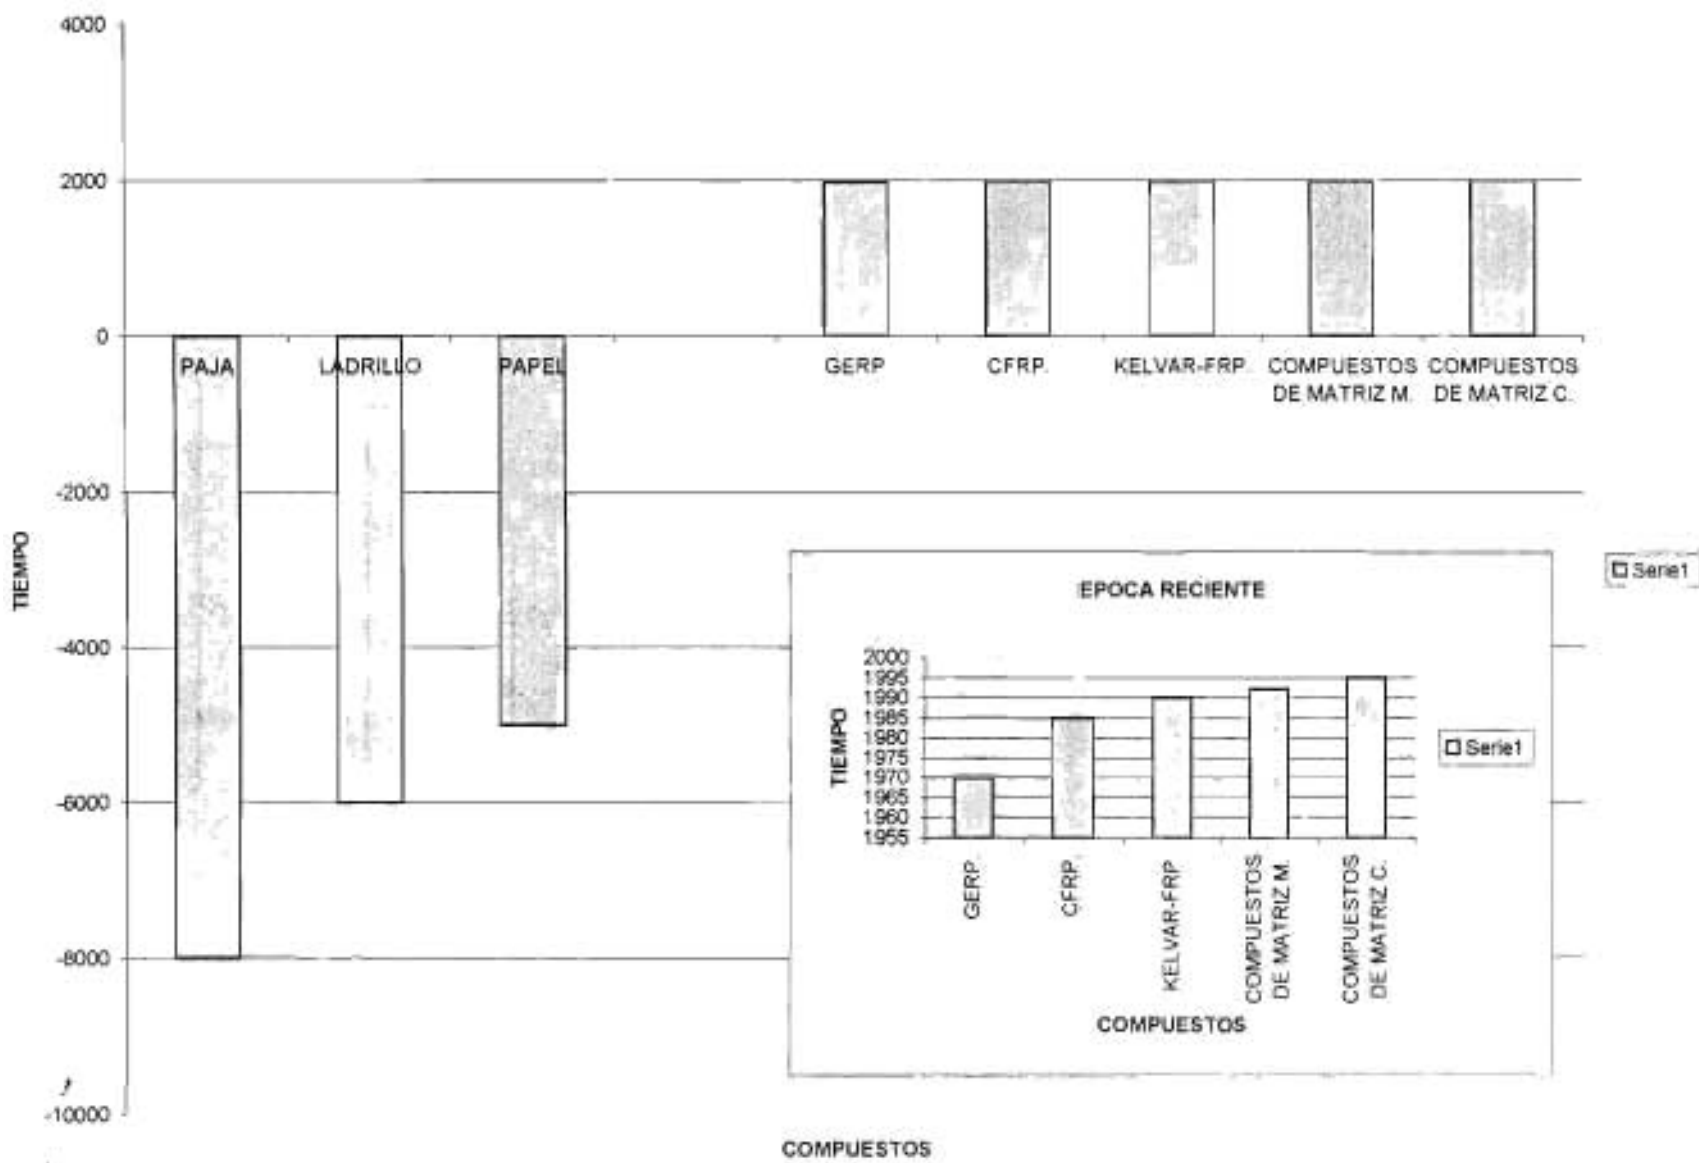 4000
2000
0
-2000
-4000
-6000
-8000
-10000
TIEMPO
PAJA
LADRILLO
PAPEL
GERP
CFRP.
KELVAR-FRP.
COMPUESTOS
DE MATRIZ M.
COMPUESTOS
DE MATRIZ C.
COMPUESTOS
Serie1
EPOCA RECIENTE
2000
1995
1990
1985
1980
1975
1970
1965
1960
1955
TIEMPO
GERP.
CFRP.
KELVAR-FRP
COMPUESTOS
DE MATRIZ M.
COMPUESTOS
DE MATRIZ C.
COMPUESTOS
Serie1